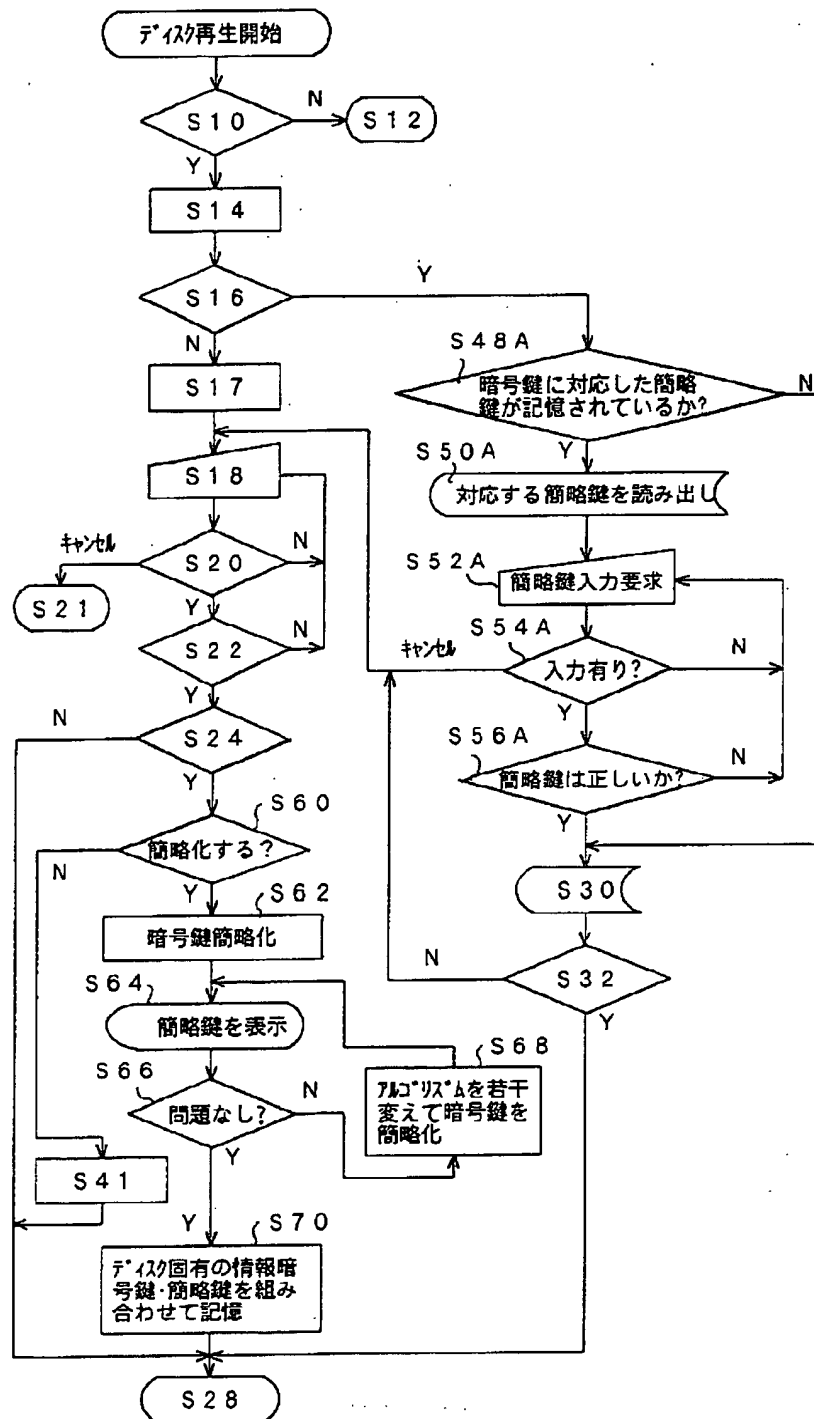 ディスク再生開始
S10
N
S12
Y
S14
S16
Y
N
S17
S18
キャンセル
S20
N
S21
Y
S22
N
Y
N
S24
Y
S60
簡略化する?
N
Y
S62
暗号鍵簡略化
S64
簡略鍵を表示
S66
問題なし?
N
S68
アルゴリズムを若干
変えて暗号鍵を
簡略化
Y
S41
Y
S70
ディスク固有の情報暗
号鍵・簡略鍵を組み
合わせて記憶
S28
S48A
暗号鍵に対応した簡略
鍵が記憶されているか?
N
Y
S50A
対応する簡略鍵を読み出し
S52A
簡略鍵入力要求
S54A
キャンセル
入力有り?
N
Y
S56A
簡略鍵は正しいか?
N
Y
S30
N
S32
Y